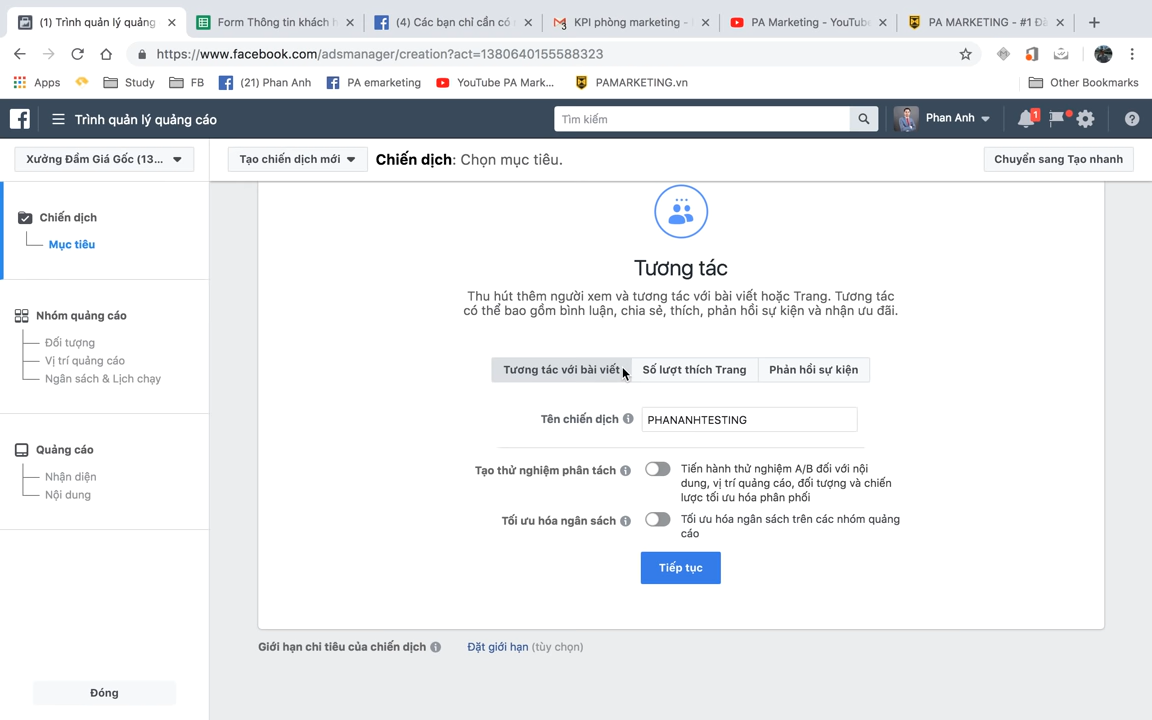 (1) Trình quản lý quảng
Form Thông tin khách h
(4) Các bạn chỉ cần có
KPI phòng marketing -
PA Marketing - YouTube
PA MARKETING - #1 Đà
https://www.facebook.com/adsmanager/creation?act=1380640155588323
Apps
Study
FB
(21) Phan Anh
PA emarketing
YouTube PA Mark...
PAMARKETING.vn
Other Bookmarks
Trình quản lý quảng cáo
Tìm kiếm
Phan Anh
1
Xưởng Đầm Giá Gốc (13...
Tạo chiến dịch mới
Chiến dịch: Chọn mục tiêu.
Chuyển sang Tạo nhanh
Chiến dịch
Mục tiêu
Nhóm quảng cáo
Đối tượng
Vị trí quảng cáo
Ngân sách & Lịch chạy
Quảng cáo
Nhận diện
Nội dung
Đóng
Tương tác
Thu hút thêm người xem và tương tác với bài viết hoặc Trang. Tương tác
có thể bao gồm bình luận, chia sẻ, thích, phản hồi sự kiện và nhận ưu đãi.
Tương tác với bài viết
Số lượt thích Trang
Phản hồi sự kiện
Tên chiến dịch
PHANANHTESTING
Tạo thử nghiệm phân tách
Tiến hành thử nghiệm A/B đối với nội
dung, vị trí quảng cáo, đối tượng và chiến
lược tối ưu hóa phân phối
Tối ưu hóa ngân sách
Tối ưu hóa ngân sách trên các nhóm quảng
cáo
Tiếp tục
Giới hạn chi tiêu của chiến dịch
Đặt giới hạn (tùy chọn)